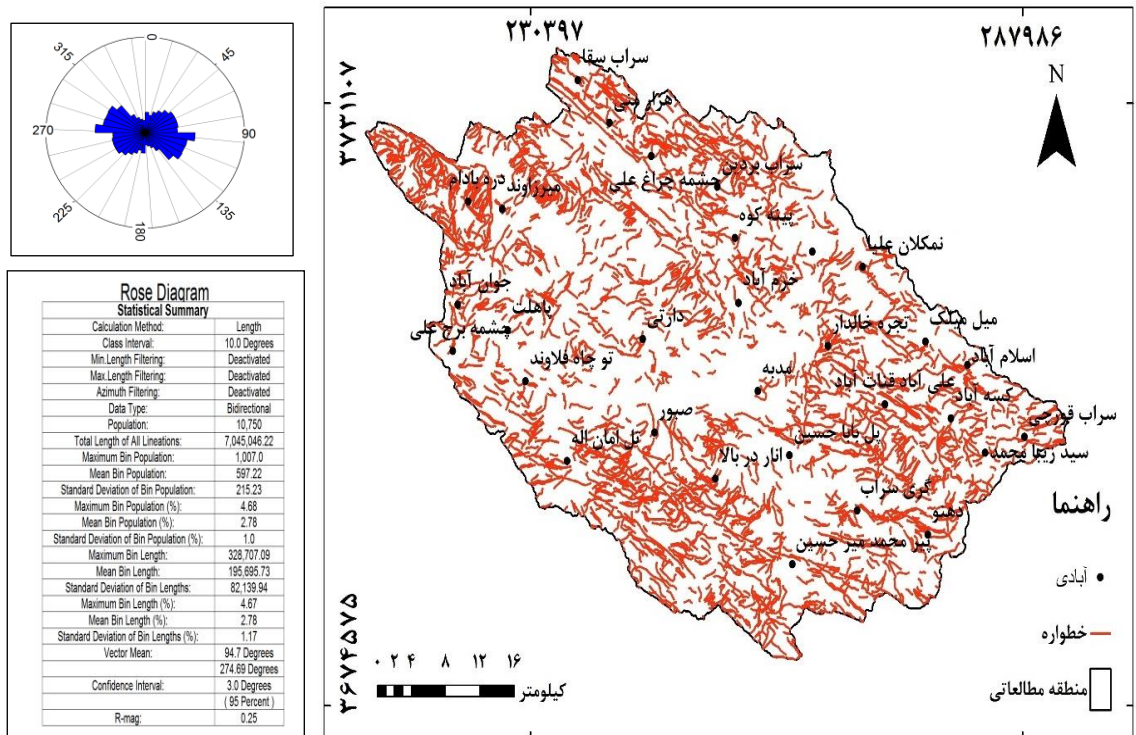 0
45
90
135
180
225
270
315
Rose Diagram
Statistical Summary
Calculation Method: Length
Class Interval: 10.0 Degrees
Min.Length Filtering: Deactivated
Max.Length Filtering: Deactivated
Azimuth Filtering: Deactivated
Data Type: Bidirectional
Population: 10,750
Total Length of All Lineations: 7,045,046.22
Maximum Bin Population: 1,007.0
Mean Bin Population: 597.22
Standard Deviation of Bin Population: 215.23
Maximum Bin Population (%): 4.68
Mean Bin Population (%): 2.78
Standard Deviation of Bin Population (%): 1.0
Maximum Bin Length: 328,707.09
Mean Bin Length: 195,695.73
Standard Deviation of Bin Lengths: 82,139.94
Maximum Bin Length (%): 4.67
Mean Bin Length (%): 2.78
Standard Deviation of Bin Lengths (%): 1.17
Vector Mean: 94.7 Degrees
274.69 Degrees
Confidence Interval: 3.0 Degrees
( 95 Percent )
R-mag: 0.25
۲۳۰۳۹۷
۲۸۷۹۸۶
۳۷۳۱۱۰۷
۳۶۷۴۵۷۵
N
سراب سقا
سراب بردین
چشمه چراغ علی
دره بادام
میرراوند
پینه کوه
نمکلان علیا
جوان آباد
خرم آباد
باهلت
چشمه برج علی
دارتی
تجره خالدار
میل میلک
اسلام آباد
تو چاه فلاوند
مدبه
علی آباد قنات آباد
کسه آباد
سراب قورچی
صبور
تل امان اله
پل بابا حسین
انار در بالا
سید زیبا محمد
گری سراب
دهنو
پیر محمد میر حسین
راهنما
آبادی
خطواره
منطقه مطالعاتی
۰ ۲ ۴ ۸ ۱۲ ۱۶
کیلومتر